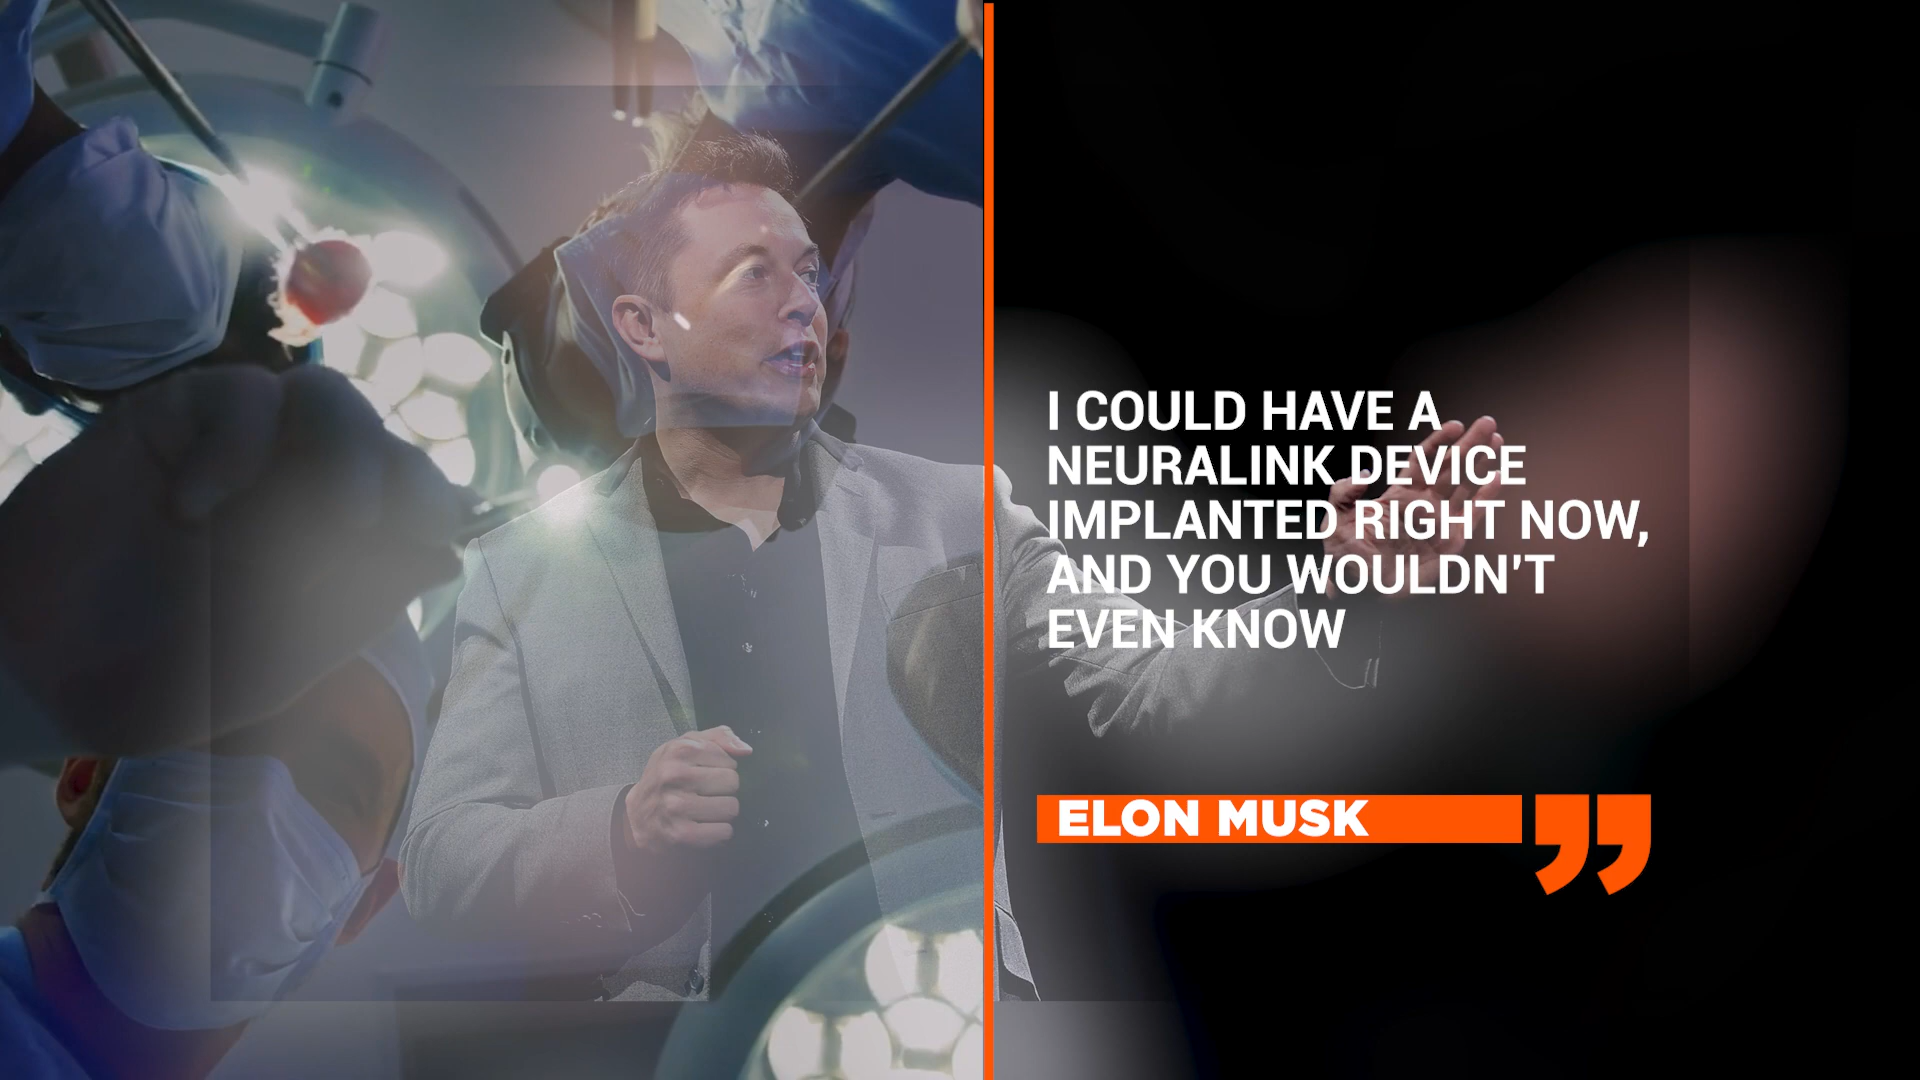 I COULD HAVE A
NEURALINK DEVICE
IMPLANTED RIGHT NOW,
AND YOU WOULDN'T
EVEN KNOW
ELON MUSK
”